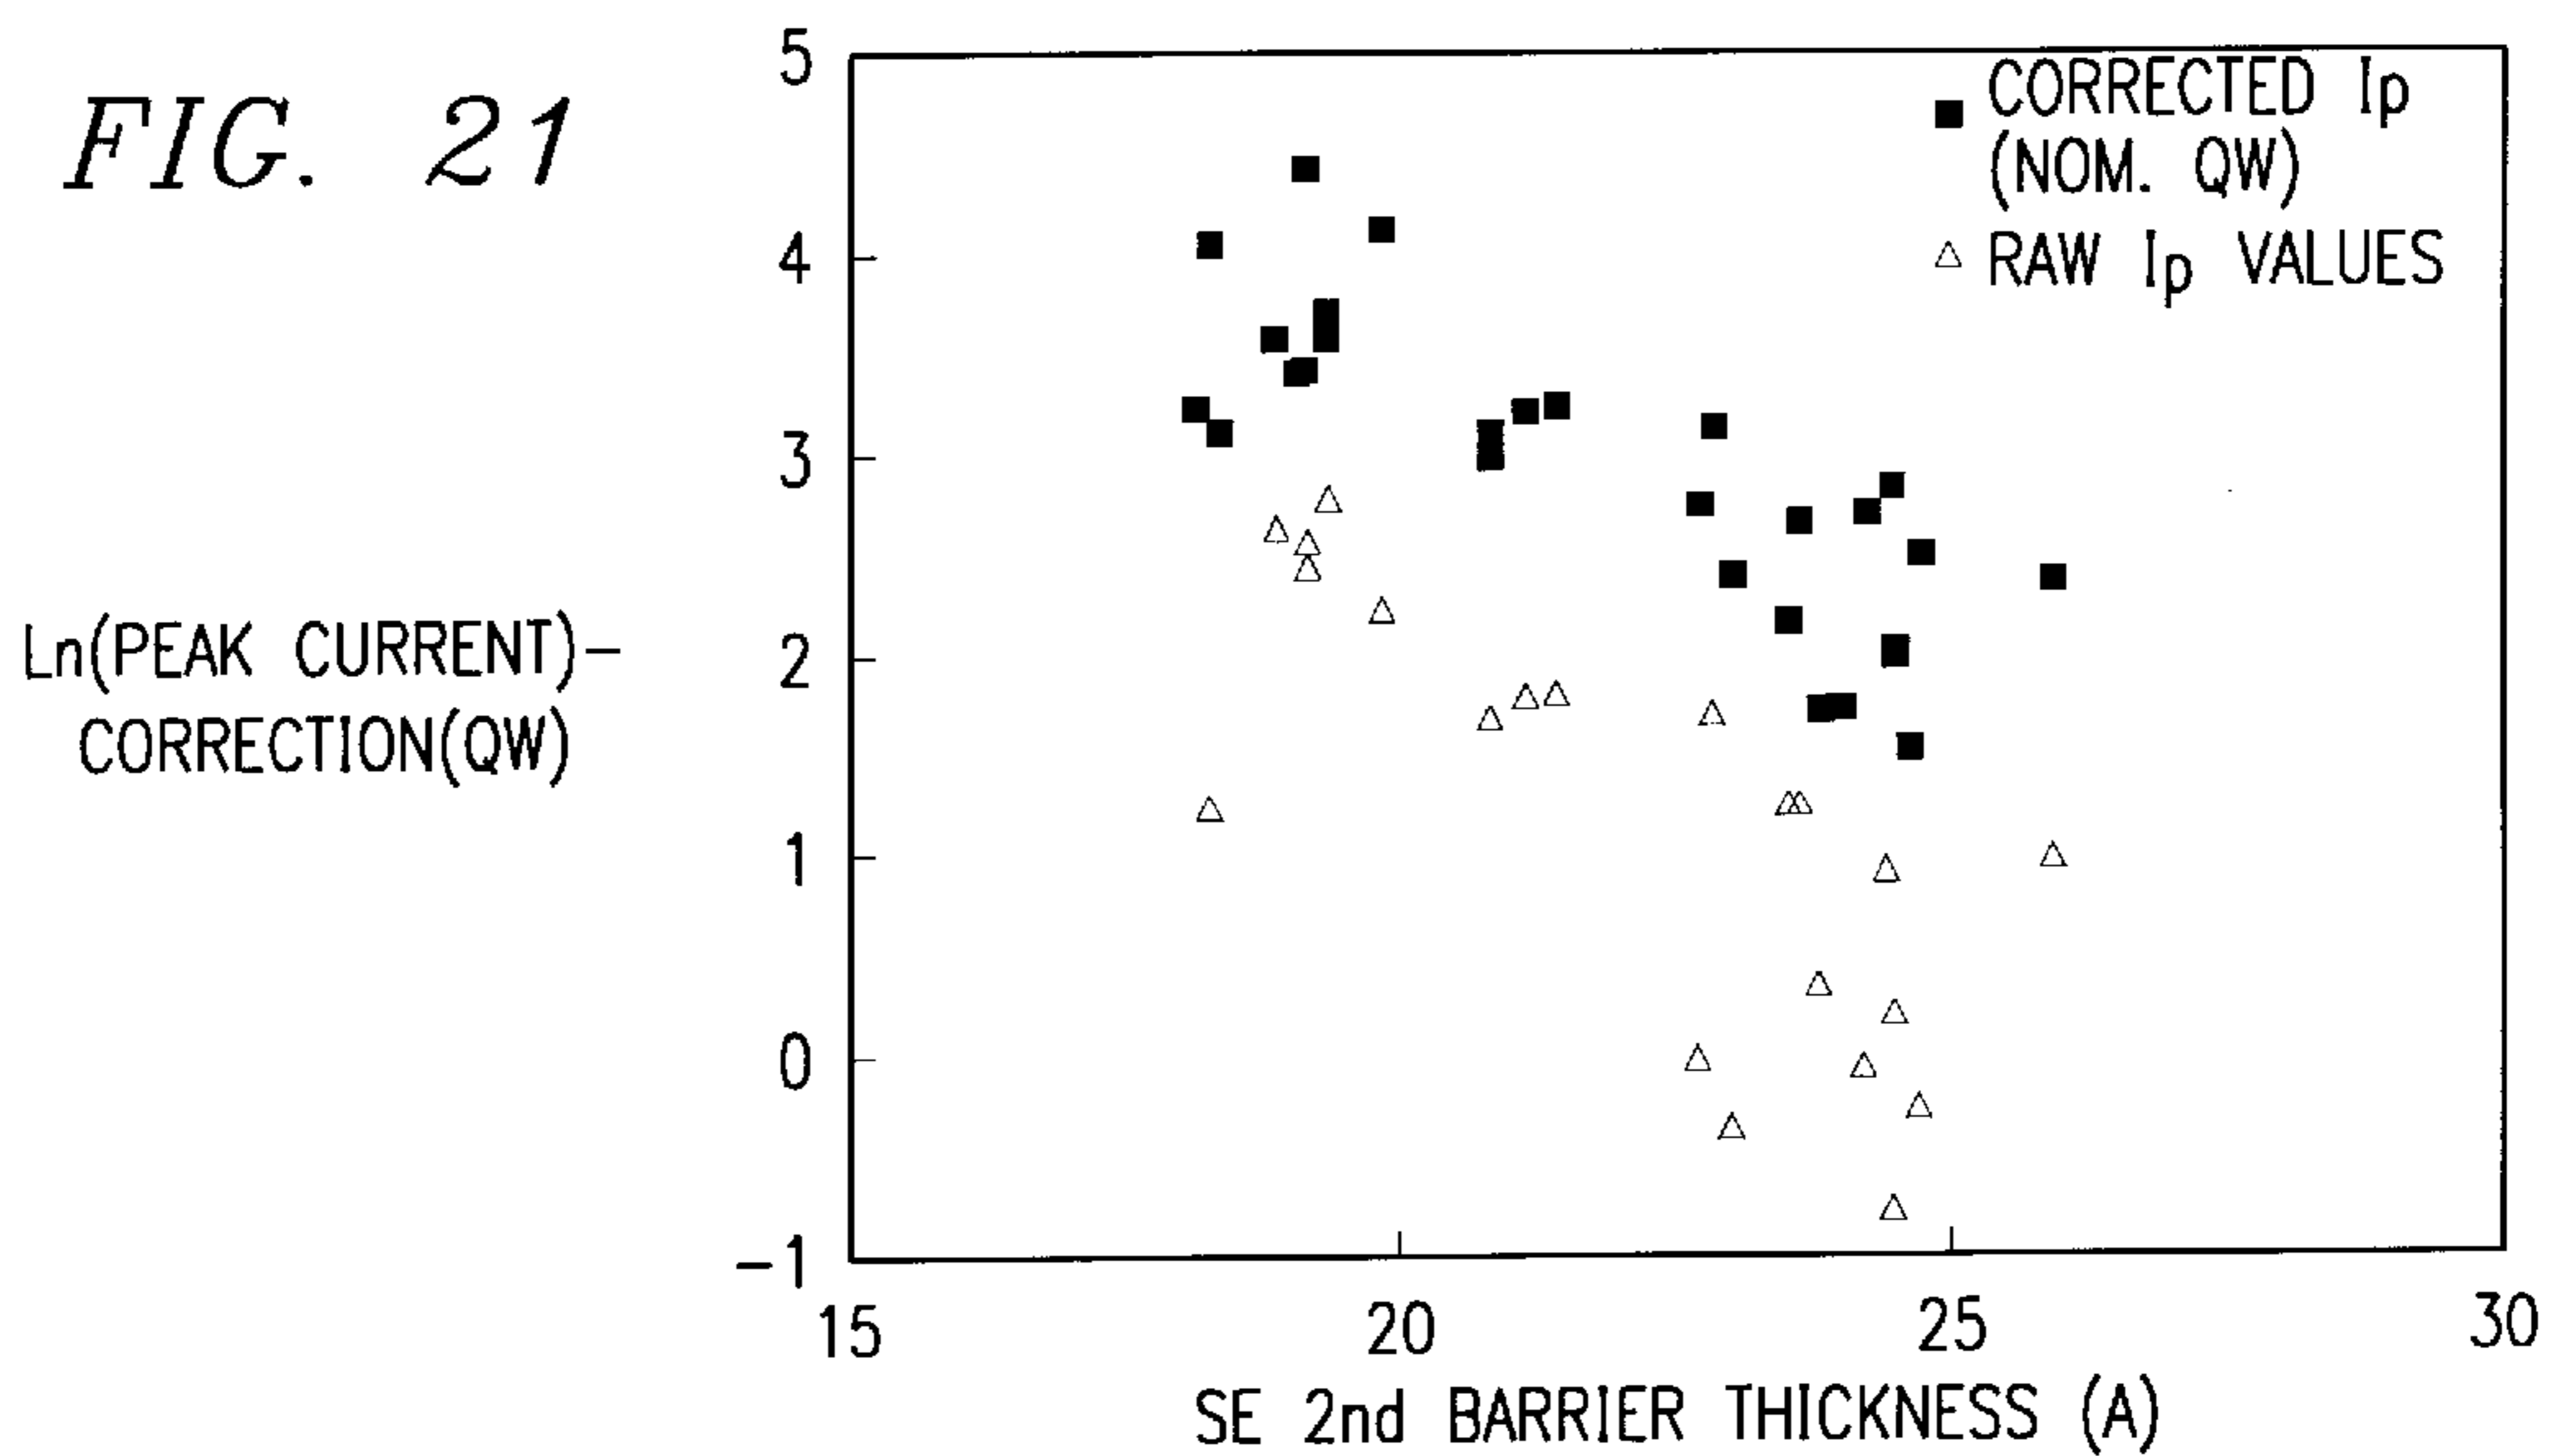 FIG. 21
5
4
3
2
1
0
-1
Ln(PEAK CURRENT)-
CORRECTION(QW)
CORRECTED Ip
(NOM. QW)
RAW Ip VALUES
15 20 25 30
SE 2nd BARRIER THICKNESS (A)